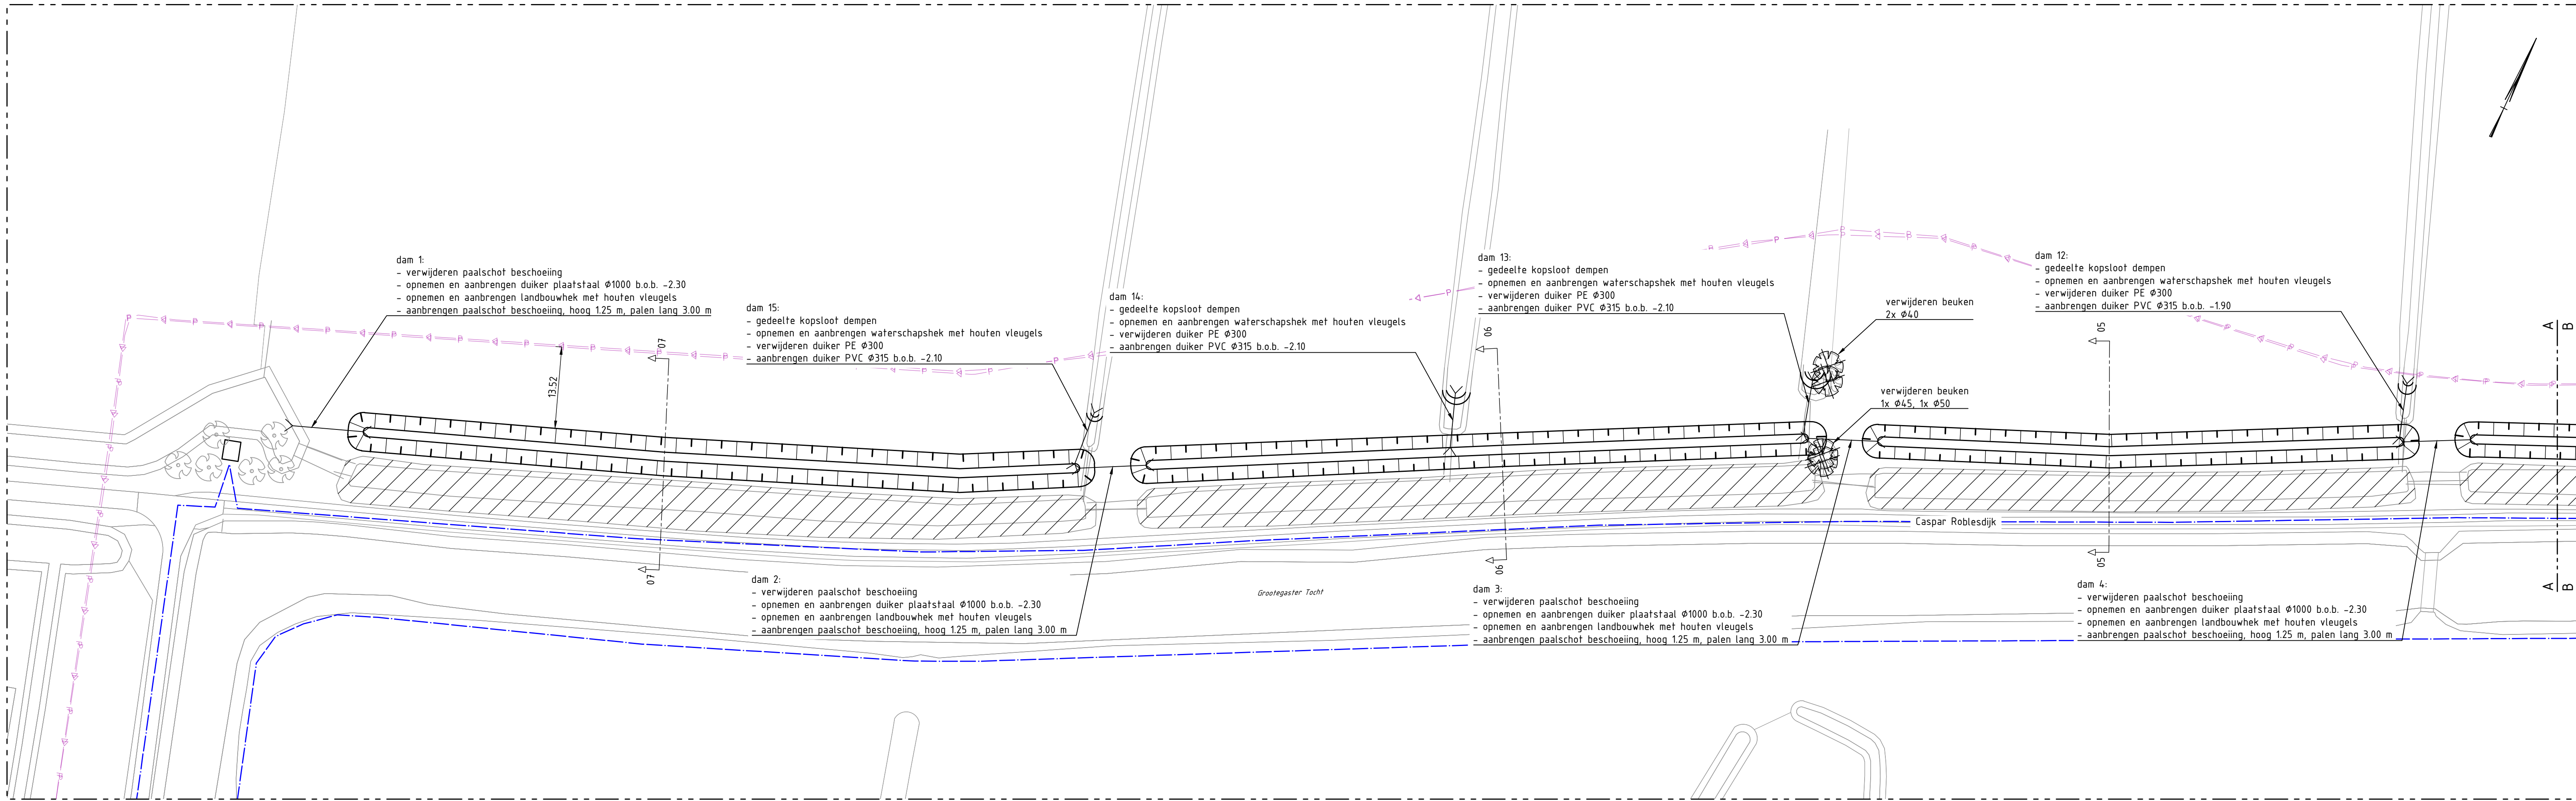 dam 1:
- verwijderen paalschot beschoeiing
- opnemen en aanbrengen duiker plaatstaal Ø1000 b.o.b. -2.30
- opnemen en aanbrengen landbouwhek met houten vleugels
- aanbrengen paalschot beschoeiing, hoog 1.25 m, palen lang 3.00 m
13.52
dam 15:
- gedeelte kopsloot dempen
- opnemen en aanbrengen waterschapshek met houten vleugels
- verwijderen duiker PE Ø300
- aanbrengen duiker PVC Ø315 b.o.b. -2.10
dam 14:
- gedeelte kopsloot dempen
- opnemen en aanbrengen waterschapshek met houten vleugels
- verwijderen duiker PE Ø300
- aanbrengen duiker PVC Ø315 b.o.b. -2.10
dam 13:
- gedeelte kopsloot dempen
- opnemen en aanbrengen waterschapshek met houten vleugels
- verwijderen duiker PE Ø300
- aanbrengen duiker PVC Ø315 b.o.b. -2.10
verwijderen beuken
2x Ø40
verwijderen beuken
1x Ø45, 1x Ø50
dam 12:
- gedeelte kopsloot dempen
- opnemen en aanbrengen waterschapshek met houten vleugels
- verwijderen duiker PE Ø300
- aanbrengen duiker PVC Ø315 b.o.b. -1.90
07
06
05
A
B
Caspar Roblesdijk
07
06
05
A
B
dam 2:
- verwijderen paalschot beschoeiing
- opnemen en aanbrengen duiker plaatstaal Ø1000 b.o.b. -2.30
- opnemen en aanbrengen landbouwhek met houten vleugels
- aanbrengen paalschot beschoeiing, hoog 1.25 m, palen lang 3.00 m
Grootegaster Tocht
dam 3:
- verwijderen paalschot beschoeiing
- opnemen en aanbrengen duiker plaatstaal Ø1000 b.o.b. -2.30
- opnemen en aanbrengen landbouwhek met houten vleugels
- aanbrengen paalschot beschoeiing, hoog 1.25 m, palen lang 3.00 m
dam 4:
- verwijderen paalschot beschoeiing
- opnemen en aanbrengen duiker plaatstaal Ø1000 b.o.b. -2.30
- opnemen en aanbrengen landbouwhek met houten vleugels
- aanbrengen paalschot beschoeiing, hoog 1.25 m, palen lang 3.00 m